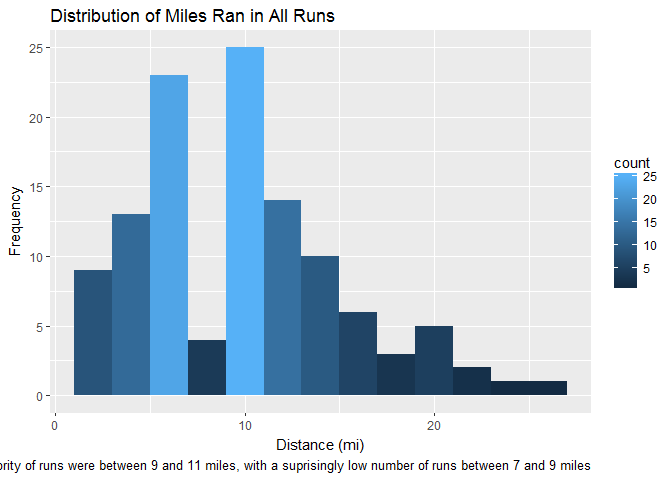 Distribution of Miles Ran in All Runs
25
20
15
10
5
0
Frequency
0
10
20
Distance (mi)
count
25
20
15
10
5
of runs were between 9 and 11 miles, with a suprisingly low number of runs between 7 and 9 miles